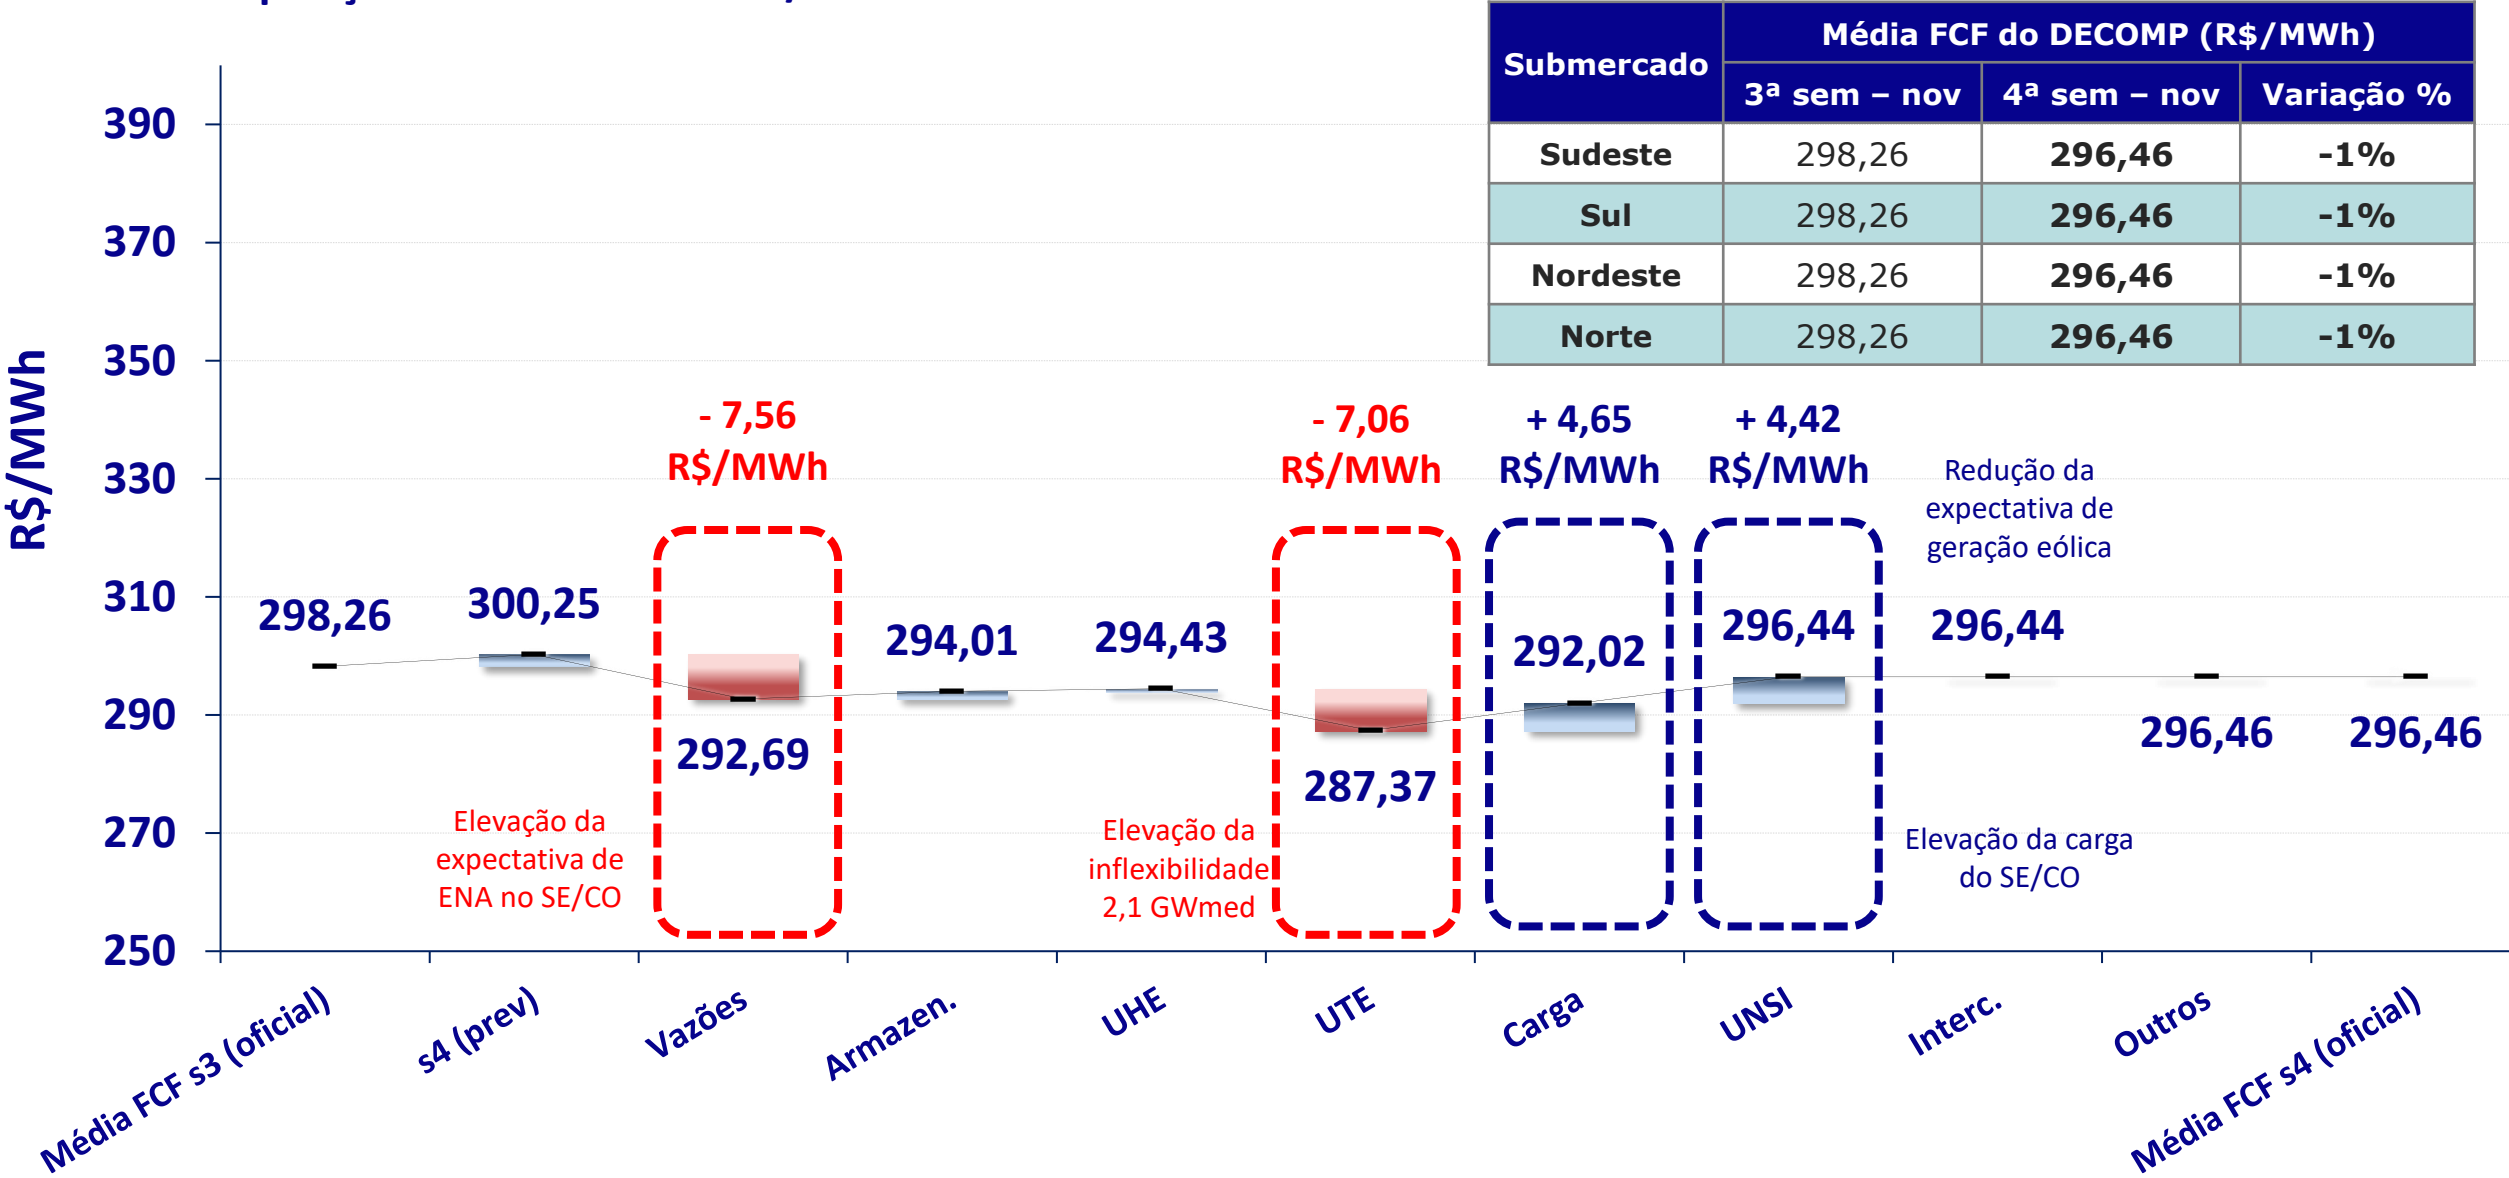 Submercado
Média FCF do DECOMP (R$/MWh)
3ª sem – nov 4ª sem – nov Variação %
Sudeste 298,26 296,46 -1%
Sul 298,26 296,46 -1%
Nordeste 298,26 296,46 -1%
Norte 298,26 296,46 -1%
R$/MWh
390
370
350
330
310
290
270
250
- 7,56
R$/MWh
- 7,06
R$/MWh
+ 4,65
R$/MWh
+ 4,42
R$/MWh
Redução da
expectativa de
geração eólica
298,26
300,25
292,69
294,01
294,43
287,37
292,02
296,44
296,44
296,46
296,46
Elevação da
expectativa de
ENA no SE/CO
Elevação da
inflexibilidade
2,1 GWmed
Elevação da carga
do SE/CO
Média FCF s3 (oficial)
s4 (prev)
Vazões
Armazen.
UHE
UTE
Carga
UNSI
Interc.
Outros
Média FCF s4 (oficial)